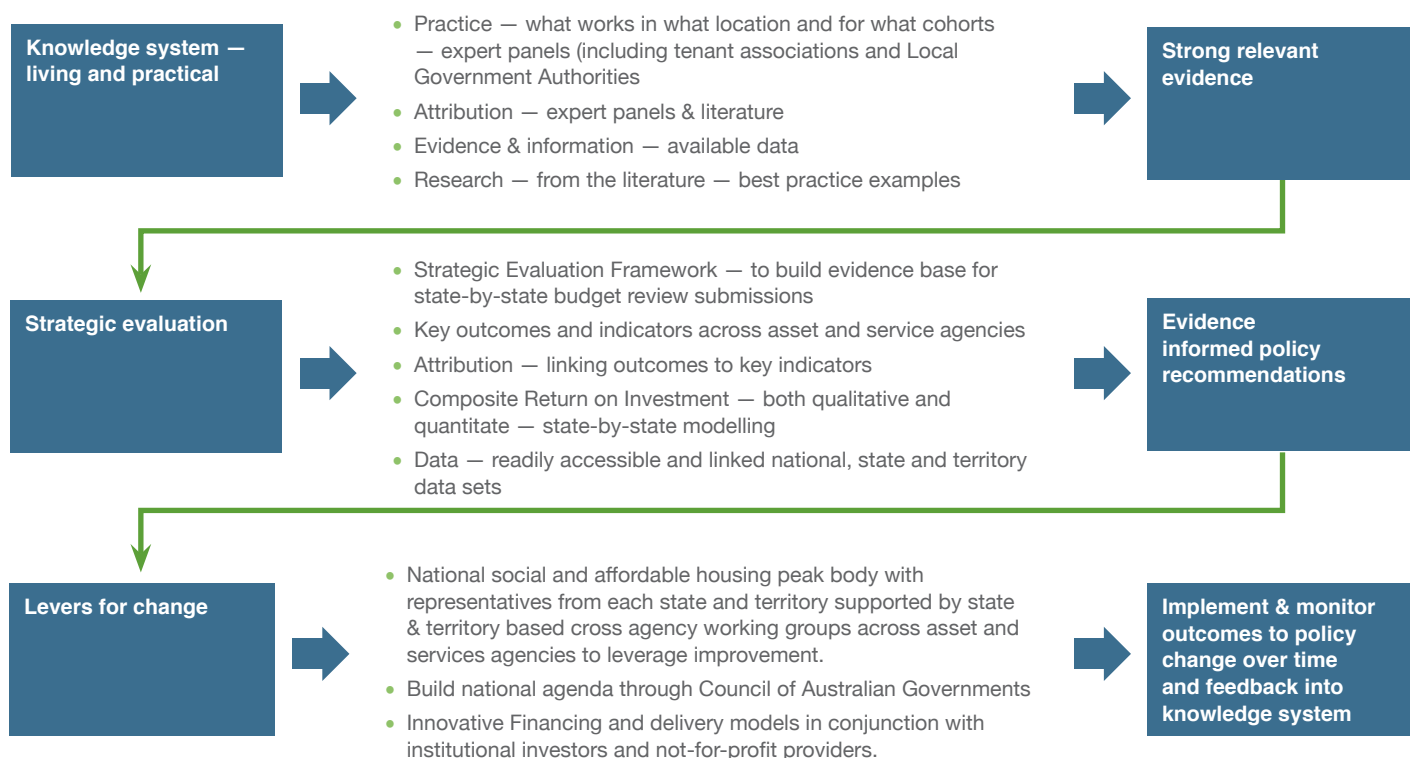 Knowledge system —
living and practical
• Practice — what works in what location and for what cohorts
— expert panels (including tenant associations and Local
Government Authorities
• Attribution — expert panels & literature
• Evidence & information — available data
• Research — from the literature — best practice examples
Strong relevant
evidence
Strategic evaluation
• Strategic Evaluation Framework — to build evidence base for
state-by-state budget review submissions
• Key outcomes and indicators across asset and service agencies
• Attribution — linking outcomes to key indicators
• Composite Return on Investment — both qualitative and
quantitate — state-by-state modelling
• Data — readily accessible and linked national, state and territory
data sets
Evidence
informed policy
recommendations
Levers for change
• National social and affordable housing peak body with
representatives from each state and territory supported by state
& territory based cross agency working groups across asset and
services agencies to leverage improvement.
• Build national agenda through Council of Australian Governments
• Innovative Financing and delivery models in conjunction with
institutional investors and not-for-profit providers.
Implement & monitor
outcomes to policy
change over time
and feedback into
knowledge system